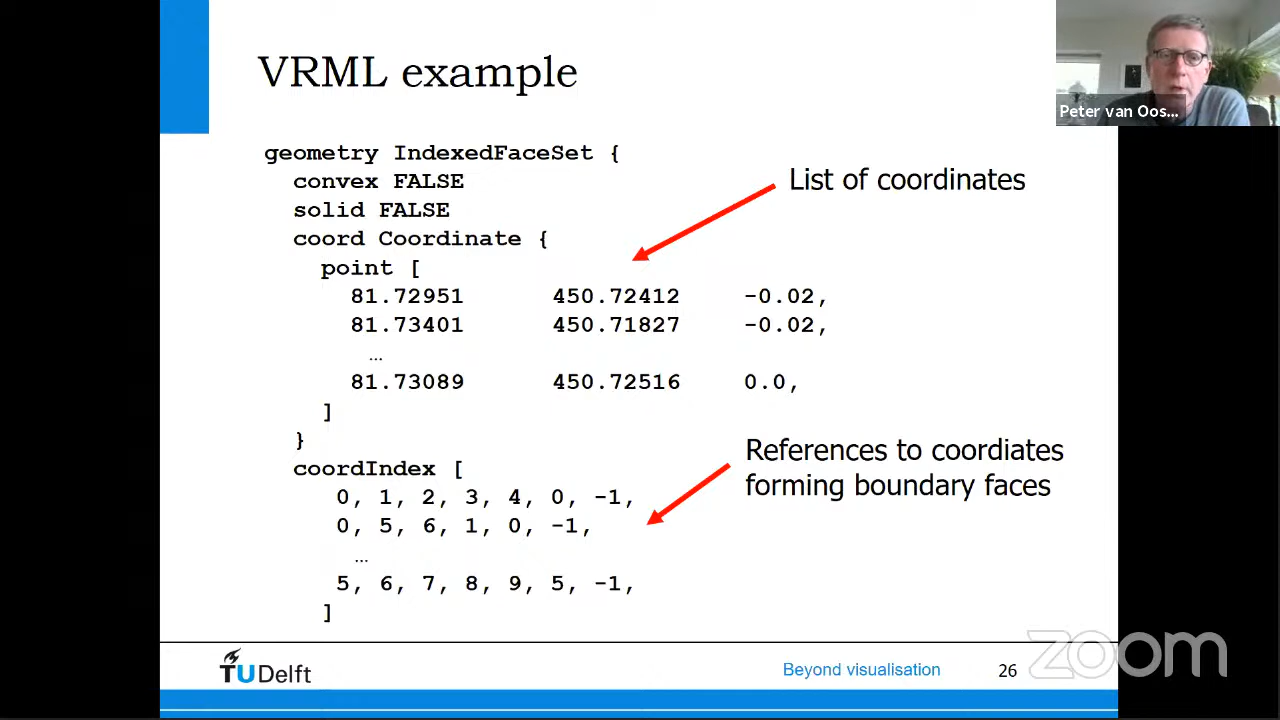 VRML example
Peter van Oos...
geometry IndexedFaceSet {
convex FALSE
solid FALSE
coord Coordinate {
point [
81.72951 450.72412 -0.02,
81.73401 450.71827 -0.02,
…
81.73089 450.72516 0.0,
]
}
coordIndex [
0, 1, 2, 3, 4, 0, -1,
0, 5, 6, 1, 0, -1,
…
5, 6, 7, 8, 9, 5, -1,
]
List of coordinates
References to coordiates
forming boundary faces
TUDelft
Beyond visualisation
26
zoom